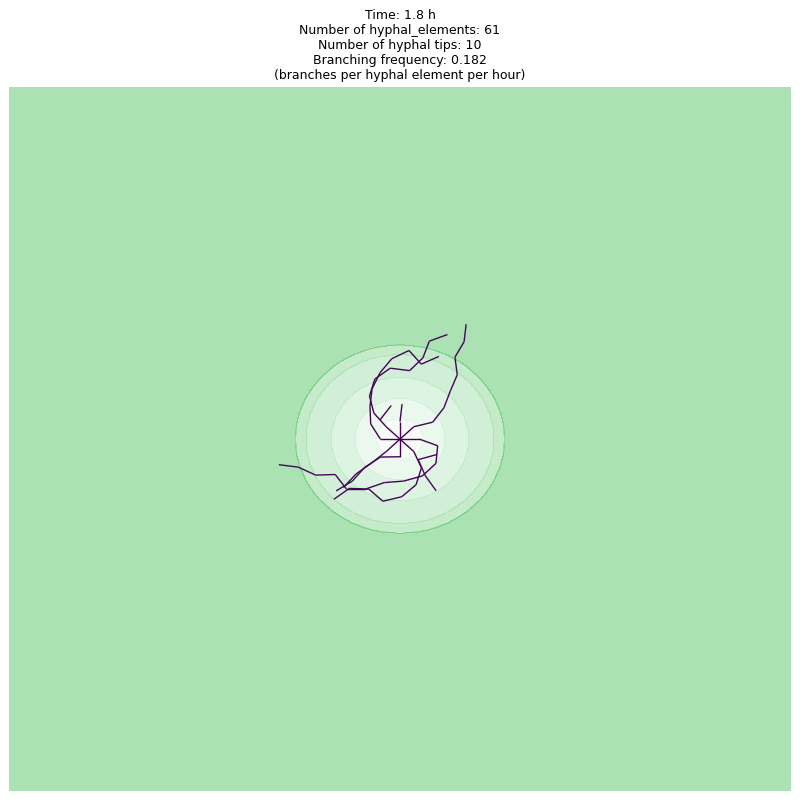 Time: 1.8 h
Number of hyphal_elements: 61
Number of hyphal tips: 10
Branching frequency: 0.182
(branches per hyphal element per hour)